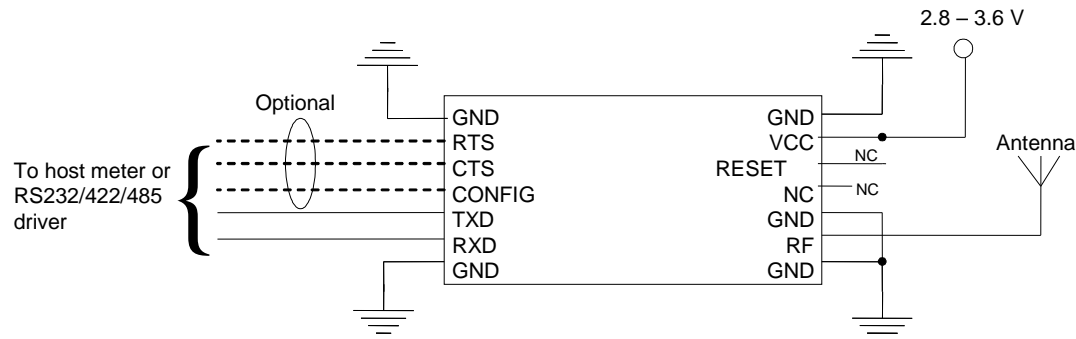 2.8 – 3.6 V
Optional
Antenna
To host meter or
RS232/422/485
driver
GND
RTS
CTS
CONFIG
TXD
RXD
GND
GND
VCC
RESET
NC
GND
RF
GND
NC
NC